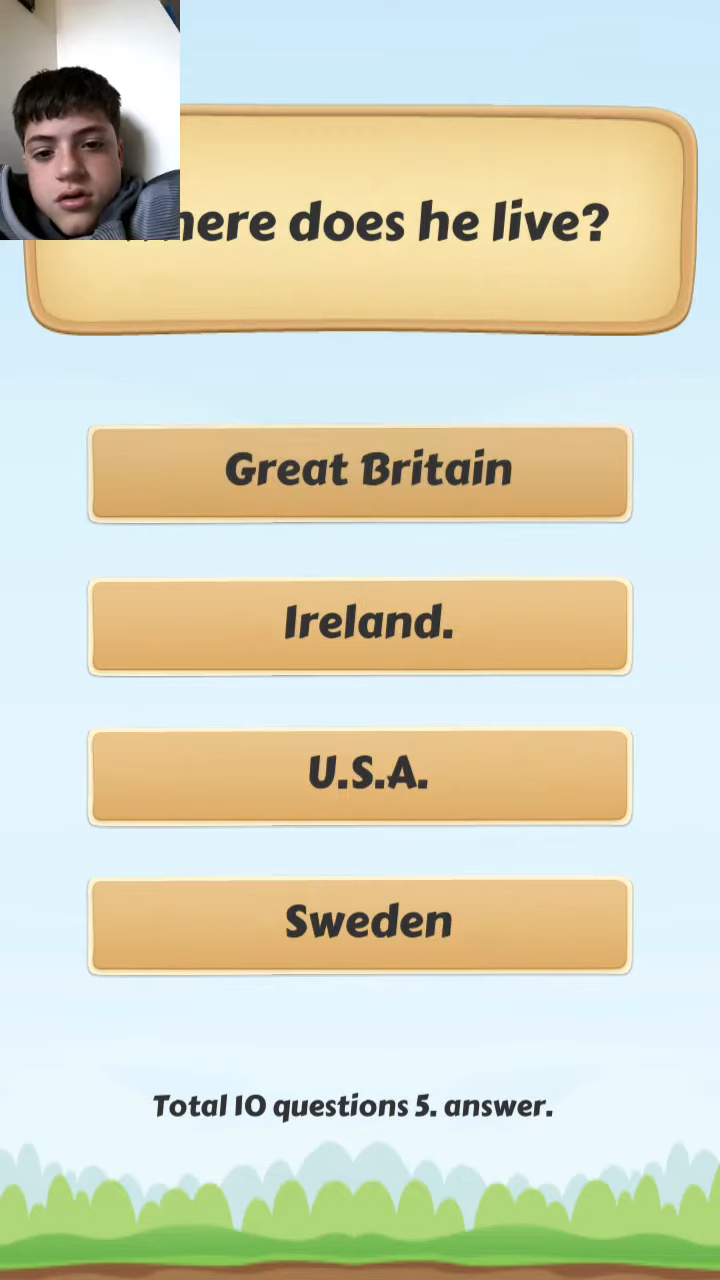 here does he live?
Great Britain
Ireland.
U.S.A.
Sweden
Total 10 questions 5. answer.